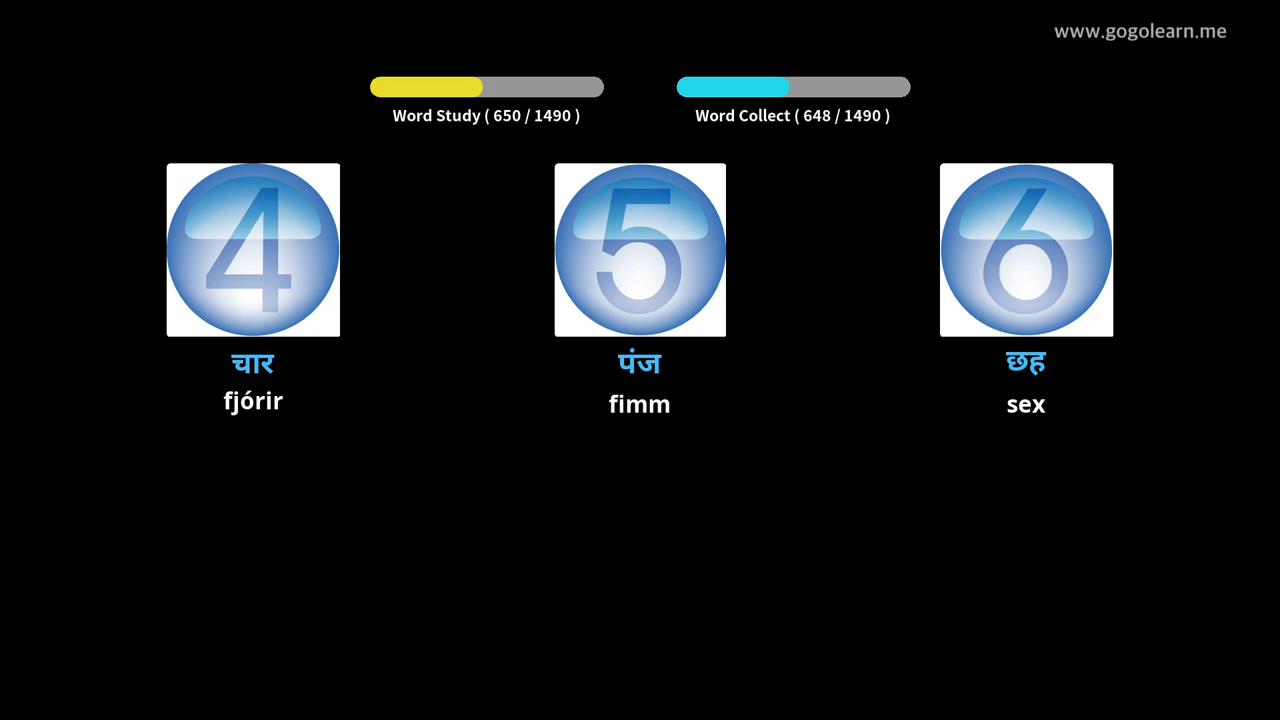 www.gogolearn.me
Word Study ( 650 / 1490 )
Word Collect ( 648 / 1490 )
4
5
6
चार
पंज
छह
fjórir
fimm
sex